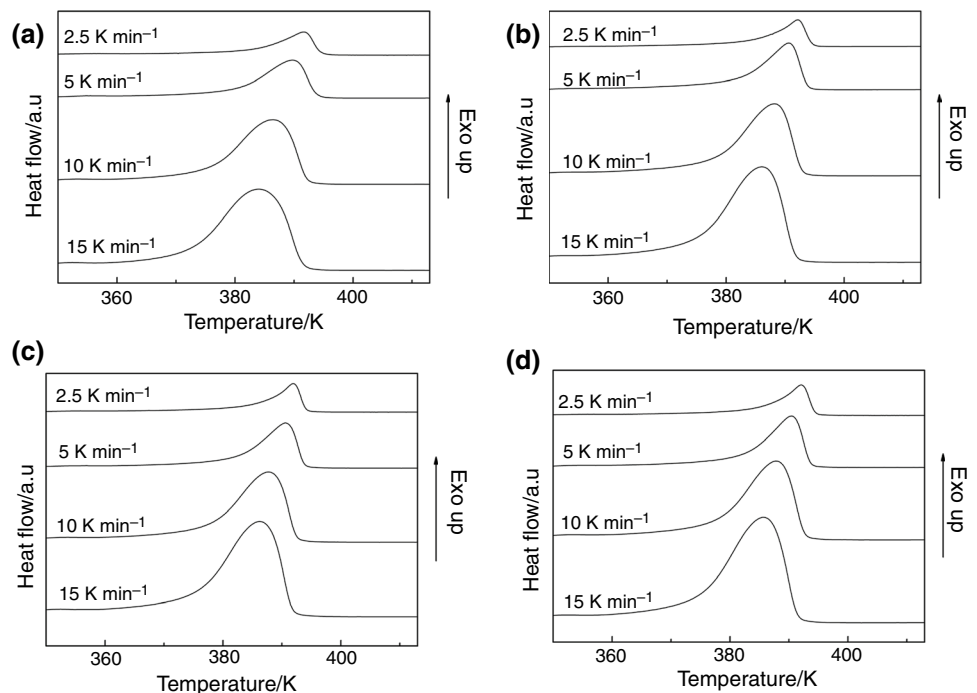 (a)
2.5 K min⁻¹
5 K min⁻¹
10 K min⁻¹
15 K min⁻¹
Heat flow/a.u
Exo up
360 380 400
Temperature/K
(b)
2.5 K min⁻¹
5 K min⁻¹
10 K min⁻¹
15 K min⁻¹
Heat flow/a.u
Exo up
360 380 400
Temperature/K
(c)
2.5 K min⁻¹
5 K min⁻¹
10 K min⁻¹
15 K min⁻¹
Heat flow/a.u
Exo up
360 380 400
Temperature/K
(d)
2.5 K min⁻¹
5 K min⁻¹
10 K min⁻¹
15 K min⁻¹
Heat flow/a.u
Exo up
360 380 400
Temperature/K